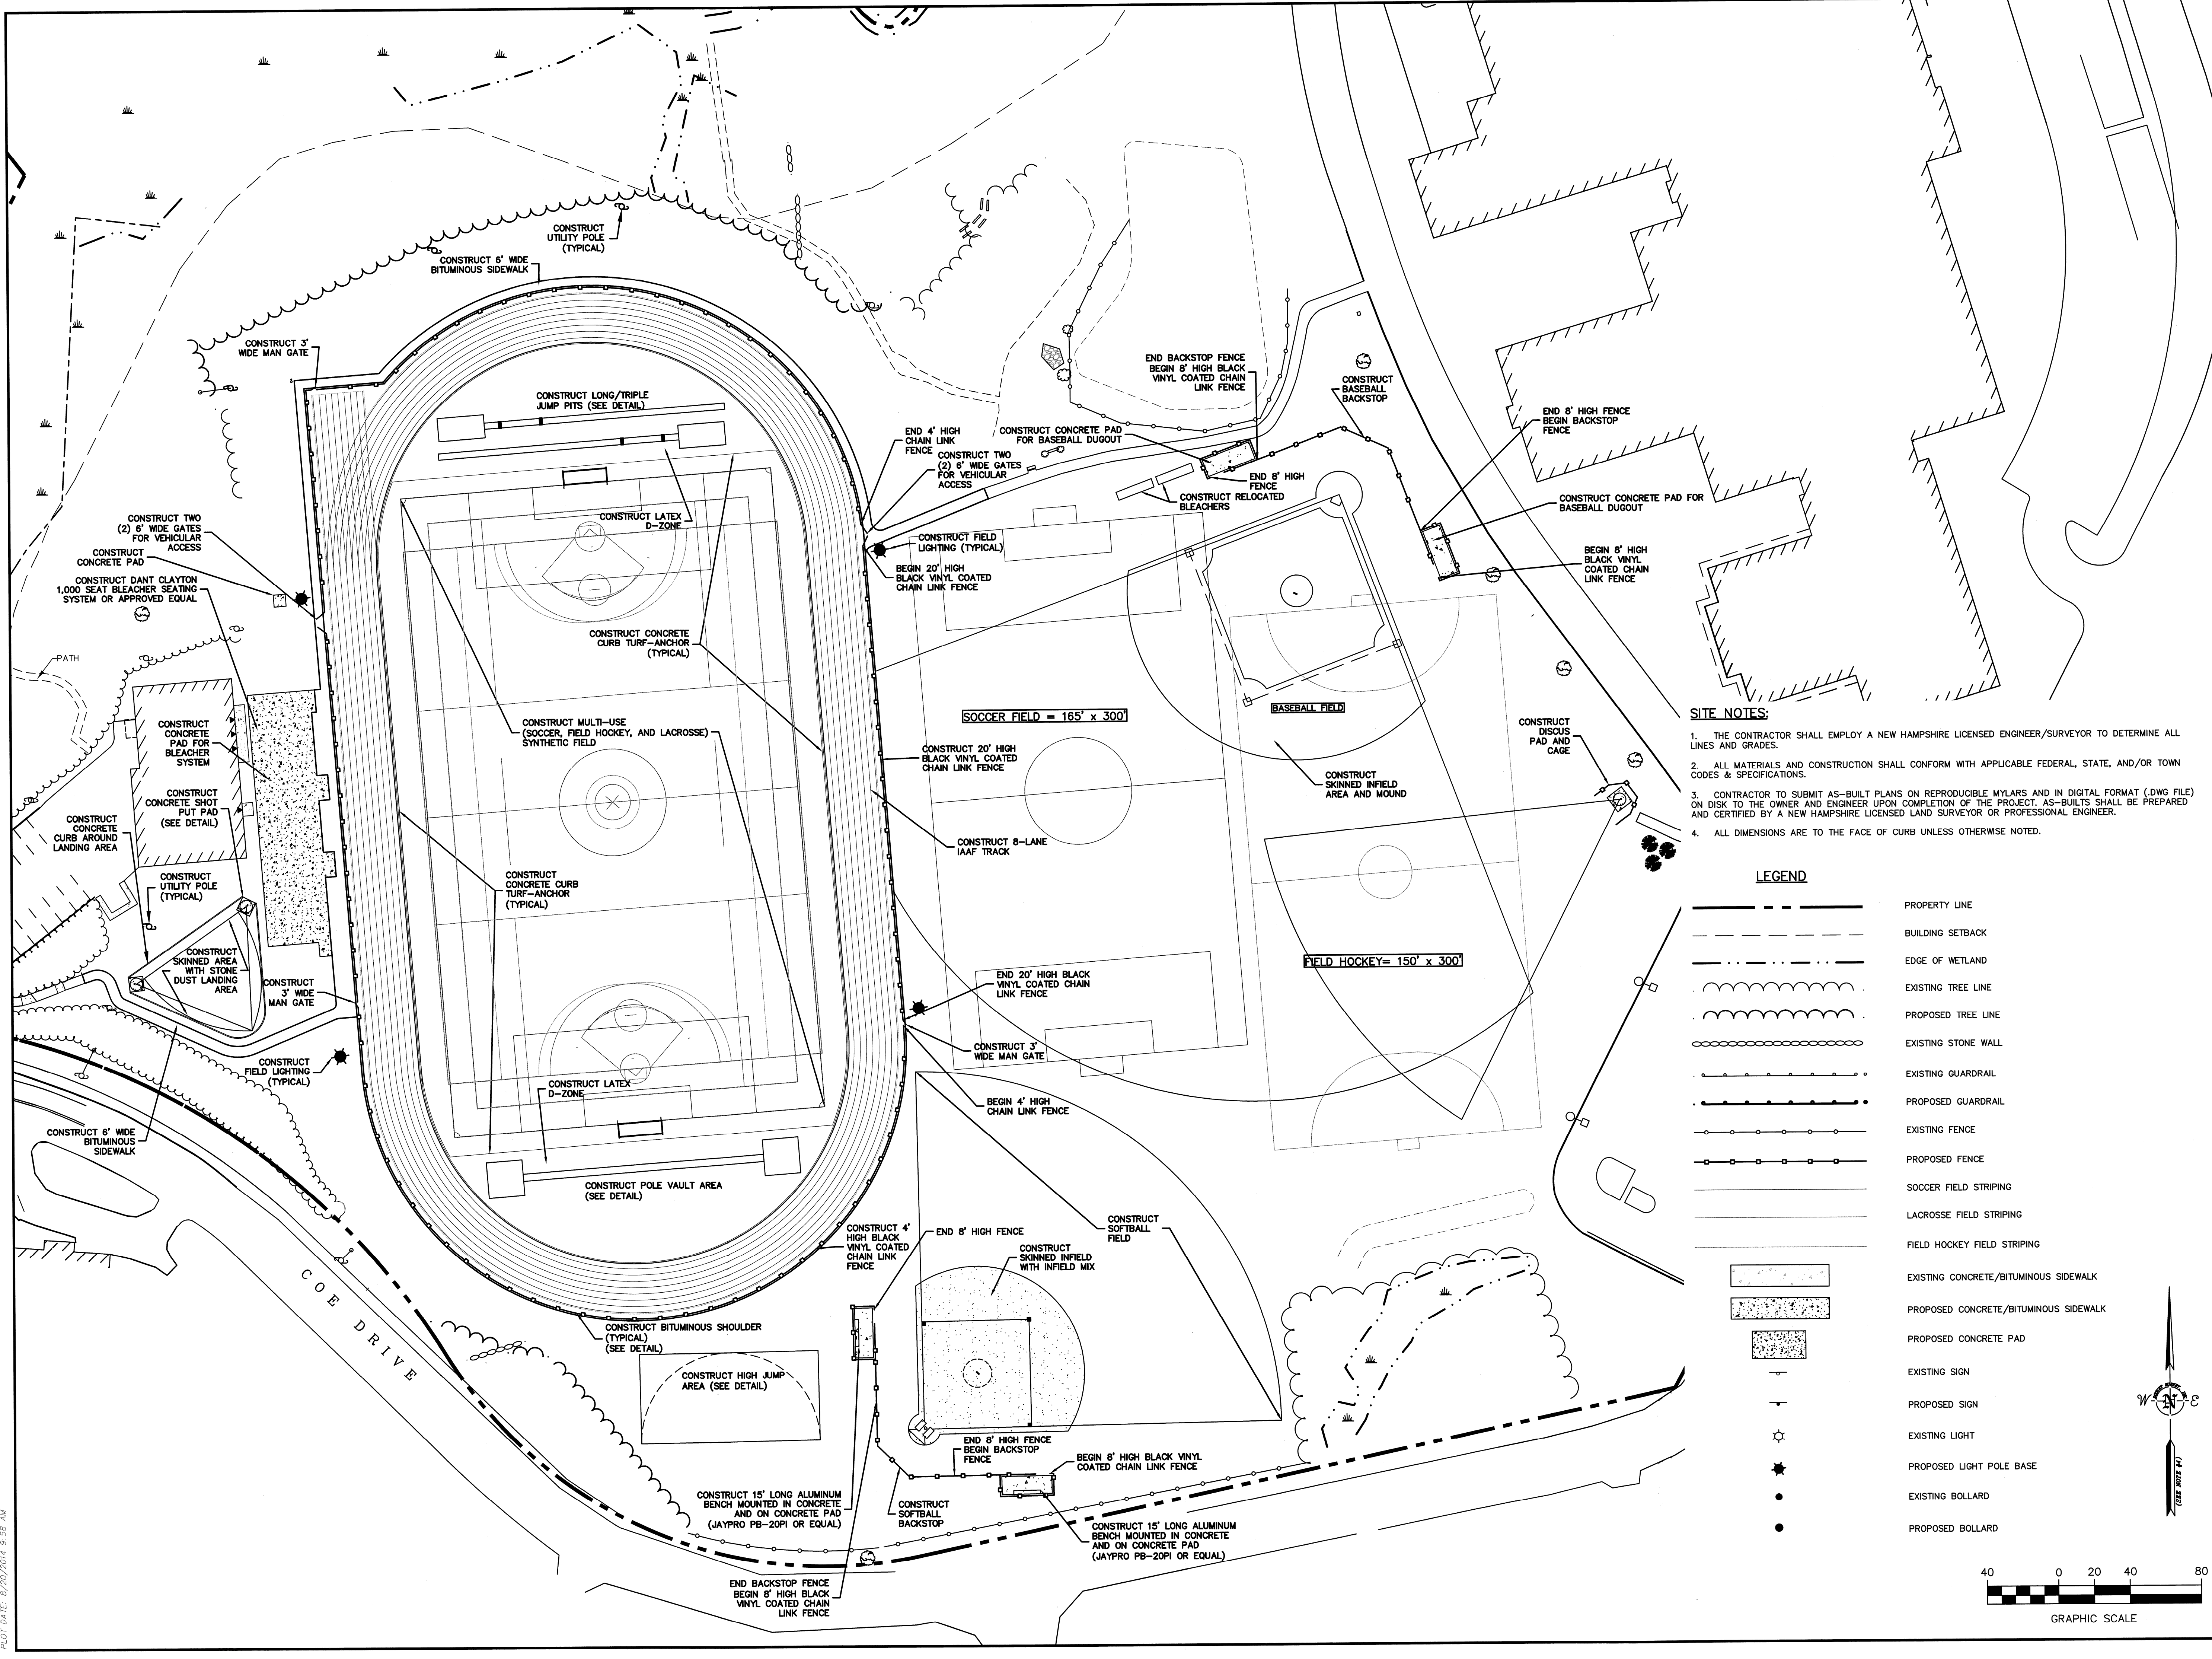 CONSTRUCT
UTILITY POLE
(TYPICAL)
CONSTRUCT 6' WIDE
BITUMINOUS SIDEWALK
CONSTRUCT 3'
WIDE MAN GATE
CONSTRUCT LONG/TRIPLE
JUMP PITS (SEE DETAIL)
END 4' HIGH
CHAIN LINK
FENCE
CONSTRUCT TWO
(2) 6' WIDE GATES
FOR VEHICULAR
ACCESS
CONSTRUCT CONCRETE PAD
FOR BASEBALL DUGOUT
END BACKSTOP FENCE
BEGIN 8' HIGH BLACK
VINYL COATED CHAIN
LINK FENCE
CONSTRUCT
BASEBALL
BACKSTOP
END 8' HIGH FENCE
BEGIN BACKSTOP
FENCE
END 8' HIGH
FENCE
CONSTRUCT RELOCATED
BLEACHERS
CONSTRUCT CONCRETE PAD FOR
BASEBALL DUGOUT
BEGIN 8' HIGH
BLACK VINYL
COATED CHAIN
LINK FENCE
CONSTRUCT TWO
(2) 6' WIDE GATES
FOR VEHICULAR
ACCESS
CONSTRUCT
CONCRETE PAD
CONSTRUCT DANT CLAYTON
1,000 SEAT BLEACHER SEATING
SYSTEM OR APPROVED EQUAL
CONSTRUCT LATEX
D-ZONE
CONSTRUCT FIELD
LIGHTING (TYPICAL)
BEGIN 20' HIGH
BLACK VINYL COATED
CHAIN LINK FENCE
CONSTRUCT CONCRETE
CURB TURF-ANCHOR
(TYPICAL)
PATH
CONSTRUCT
CONCRETE
PAD FOR
BLEACHER
SYSTEM
CONSTRUCT MULTI-USE
(SOCCER, FIELD HOCKEY, AND LACROSSE)
SYNTHETIC FIELD
SOCCER FIELD = 165' x 300'
BASEBALL FIELD
CONSTRUCT 20' HIGH
BLACK VINYL COATED
CHAIN LINK FENCE
CONSTRUCT
SKINNED INFIELD
AREA AND MOUND
CONSTRUCT
DISCUS
PAD AND
CAGE
CONSTRUCT
CONCRETE SHOT
PUT PAD
(SEE DETAIL)
CONSTRUCT
CONCRETE
CURB AROUND
LANDING AREA
CONSTRUCT 8-LANE
IAAF TRACK
CONSTRUCT
UTILITY POLE
(TYPICAL)
CONSTRUCT
CONCRETE CURB
TURF-ANCHOR
(TYPICAL)
CONSTRUCT
SKINNED AREA
WITH STONE
DUST LANDING
AREA
CONSTRUCT
3' WIDE
MAN GATE
END 20' HIGH BLACK
VINYL COATED CHAIN
LINK FENCE
FIELD HOCKEY= 150' x 300'
CONSTRUCT
FIELD LIGHTING
(TYPICAL)
CONSTRUCT 3'
WIDE MAN GATE
CONSTRUCT LATEX
D-ZONE
BEGIN 4' HIGH
CHAIN LINK FENCE
CONSTRUCT 6' WIDE
BITUMINOUS
SIDEWALK
CONSTRUCT POLE VAULT AREA
(SEE DETAIL)
CONSTRUCT 4'
HIGH BLACK
VINYL COATED
CHAIN LINK
FENCE
END 8' HIGH FENCE
CONSTRUCT
SKINNED INFIELD
WITH INFIELD MIX
CONSTRUCT
SOFTBALL
FIELD
COE DRIVE
CONSTRUCT BITUMINOUS SHOULDER
(TYPICAL)
(SEE DETAIL)
CONSTRUCT HIGH JUMP
AREA (SEE DETAIL)
END 8' HIGH FENCE
BEGIN BACKSTOP
FENCE
BEGIN 8' HIGH BLACK VINYL
COATED CHAIN LINK FENCE
CONSTRUCT 15' LONG ALUMINUM
BENCH MOUNTED IN CONCRETE
AND ON CONCRETE PAD
(JAYPRO PB-20PI OR EQUAL)
CONSTRUCT
SOFTBALL
BACKSTOP
CONSTRUCT 15' LONG ALUMINUM
BENCH MOUNTED IN CONCRETE
AND ON CONCRETE PAD
(JAYPRO PB-20PI OR EQUAL)
END BACKSTOP FENCE
BEGIN 8' HIGH BLACK
VINYL COATED CHAIN
LINK FENCE
SITE NOTES:
1. THE CONTRACTOR SHALL EMPLOY A NEW HAMPSHIRE LICENSED ENGINEER/SURVEYOR TO DETERMINE ALL
LINES AND GRADES.
2. ALL MATERIALS AND CONSTRUCTION SHALL CONFORM WITH APPLICABLE FEDERAL, STATE, AND/OR TOWN
CODES & SPECIFICATIONS.
3. CONTRACTOR TO SUBMIT AS-BUILT PLANS ON REPRODUCIBLE MYLARS AND IN DIGITAL FORMAT (.DWG FILE)
ON DISK TO THE OWNER AND ENGINEER UPON COMPLETION OF THE PROJECT. AS-BUILTS SHALL BE PREPARED
AND CERTIFIED BY A NEW HAMPSHIRE LICENSED LAND SURVEYOR OR PROFESSIONAL ENGINEER.
4. ALL DIMENSIONS ARE TO THE FACE OF CURB UNLESS OTHERWISE NOTED.
LEGEND
PROPERTY LINE
BUILDING SETBACK
EDGE OF WETLAND
EXISTING TREE LINE
PROPOSED TREE LINE
EXISTING STONE WALL
EXISTING GUARDRAIL
PROPOSED GUARDRAIL
EXISTING FENCE
PROPOSED FENCE
SOCCER FIELD STRIPING
LACROSSE FIELD STRIPING
FIELD HOCKEY FIELD STRIPING
EXISTING CONCRETE/BITUMINOUS SIDEWALK
PROPOSED CONCRETE/BITUMINOUS SIDEWALK
PROPOSED CONCRETE PAD
EXISTING SIGN
PROPOSED SIGN
EXISTING LIGHT
PROPOSED LIGHT POLE BASE
EXISTING BOLLARD
PROPOSED BOLLARD
W N E
(SEE NOTE #4)
40 0 20 40 80
GRAPHIC SCALE
PLOT DATE: 8/20/2014 9:58 AM